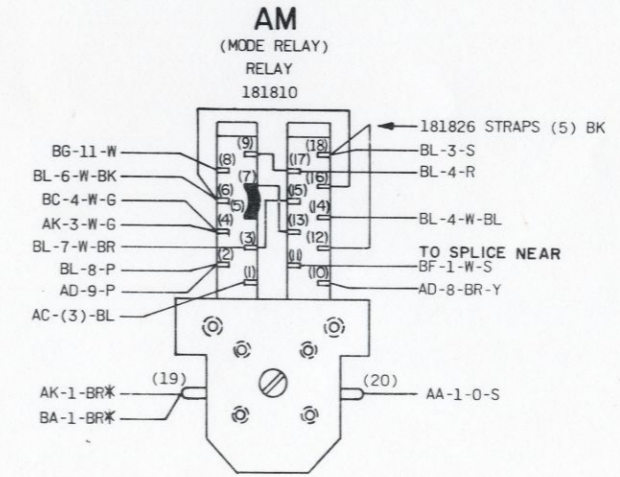 AM
(MODE RELAY)
RELAY
181810
181826 STRAPS (5) BK
BG-11-W
BL-6-W-BK
BC-4-W-G
AK-3-W-G
BL-7-W-BR
BL-8-P
AD-9-P
AC-(3)-BL
(9)
(8)
(7)
(6)
(5)
(4)
(3)
(2)
(1)
(18)
(17)
(16)
(15)
(14)
(13)
(12)
(11)
(10)
BL-3-S
BL-4-R
BL-4-W-BL
TO SPLICE NEAR
BF-1-W-S
AD-8-BR-Y
(19)
(20)
AK-1-BR*
BA-1-BR*
AA-1-O-S